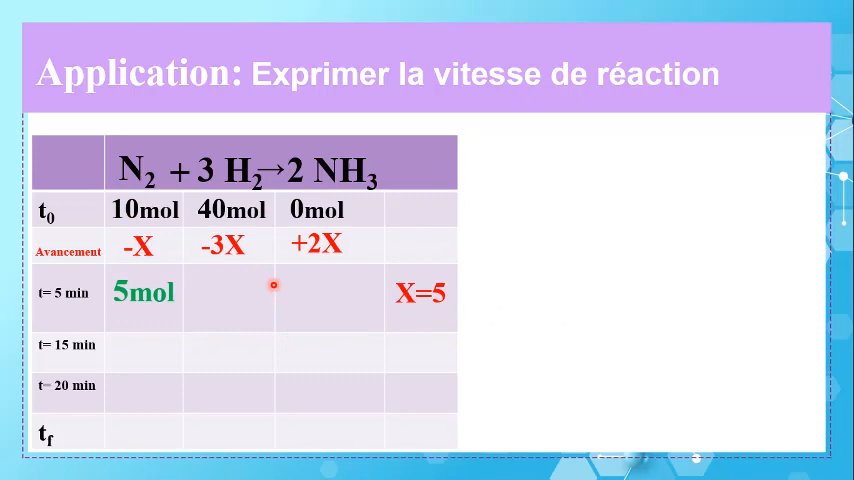 Application: Exprimer la vitesse de réaction
N₂ + 3 H₂→2 NH₃
t₀ 10mol 40mol 0mol
Avancement -X -3X +2X
t= 5 min 5mol X=5
t= 15 min
t= 20 min
t_f